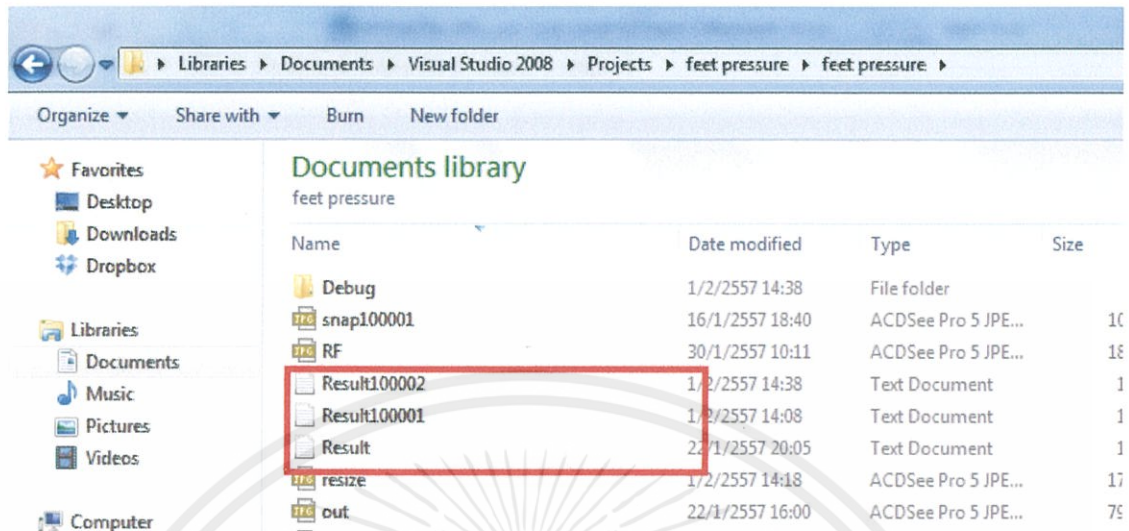 Libraries Documents Visual Studio 2008 Projects feet pressure feet pressure
Organize Share with Burn New folder
Favorites
Desktop
Downloads
Dropbox
Libraries
Documents
Music
Pictures
Videos
Computer
Documents library
feet pressure
Name Date modified Type Size
Debug 1/2/2557 14:38 File folder
snap100001 16/1/2557 18:40 ACDSee Pro 5 JPE...
RF 30/1/2557 10:11 ACDSee Pro 5 JPE...
Result100002 1/2/2557 14:38 Text Document
Result100001 1/2/2557 14:08 Text Document
Result 22/1/2557 20:05 Text Document
resize 1/2/2557 14:18 ACDSee Pro 5 JPE...
out 22/1/2557 16:00 ACDSee Pro 5 JPE...